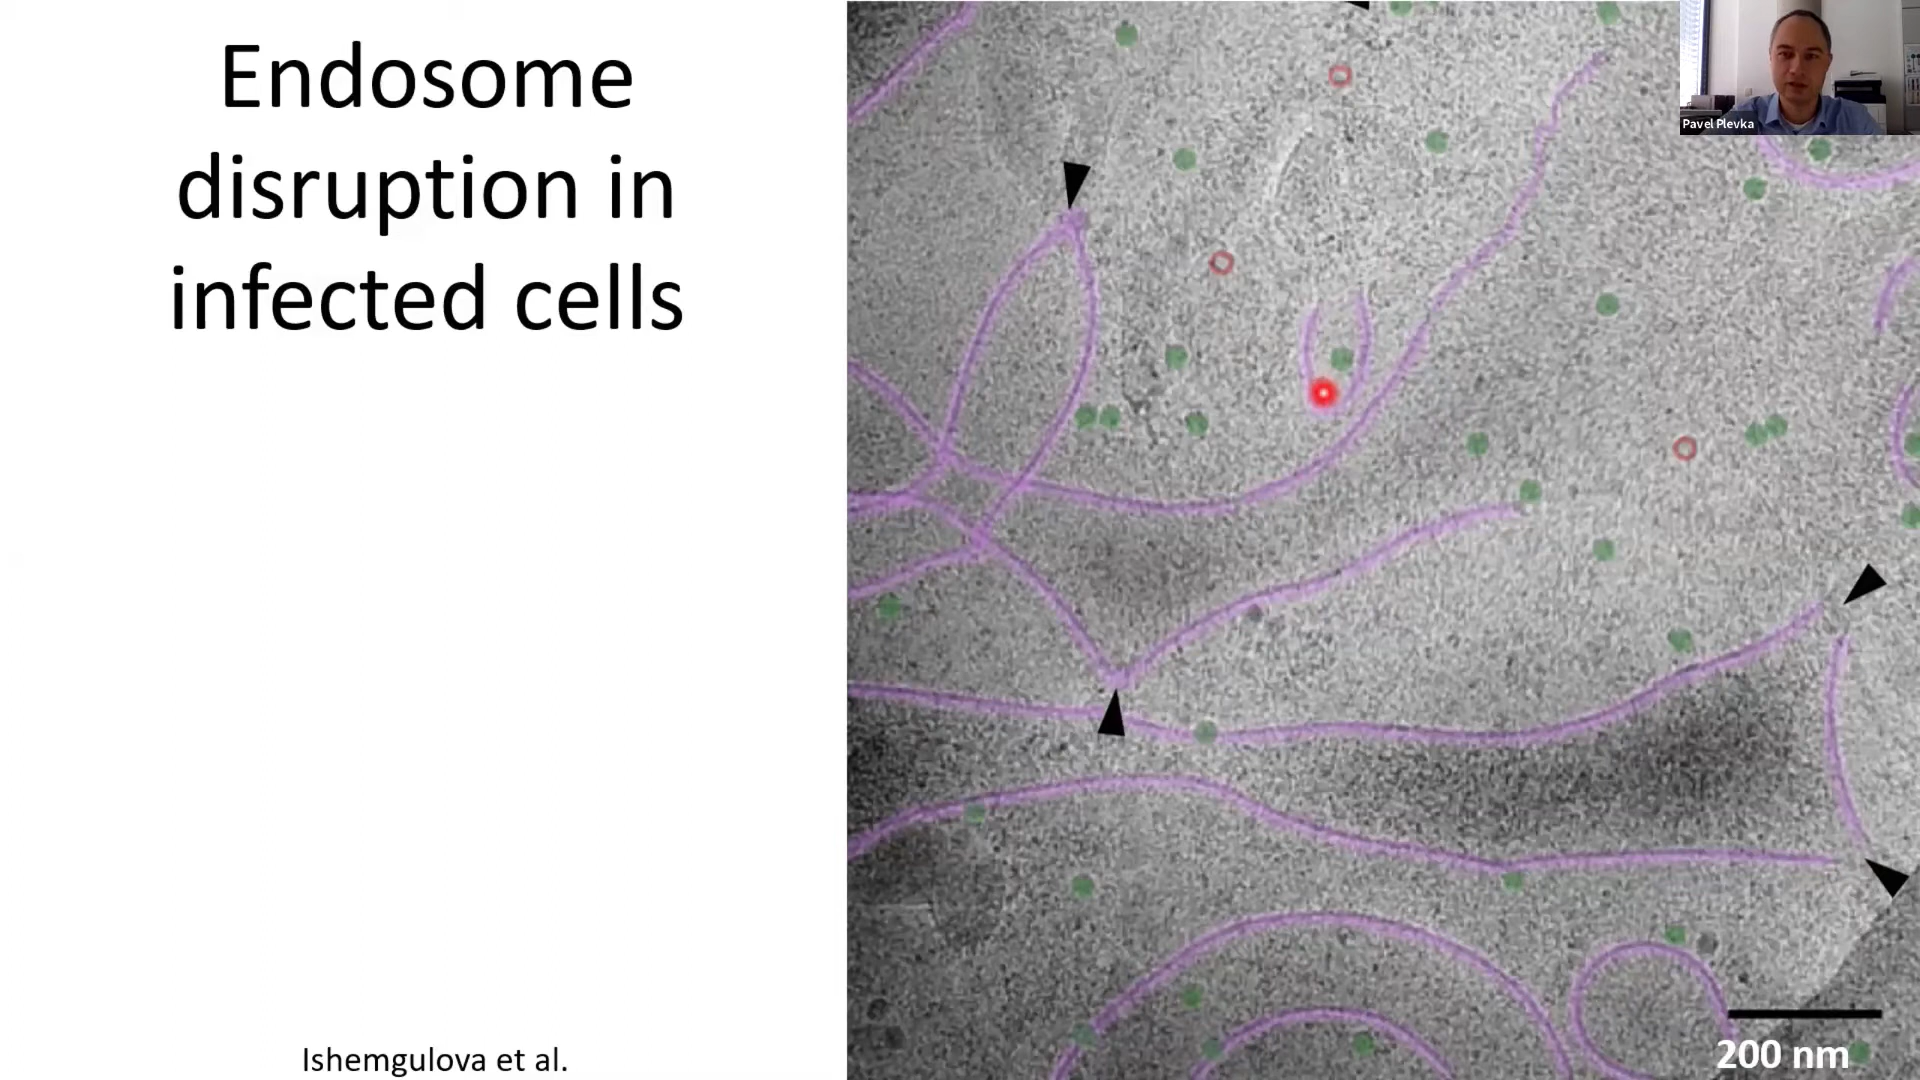 Endosome
disruption in
infected cells
Pavel Plevka
200 nm
Ishemgulova et al.